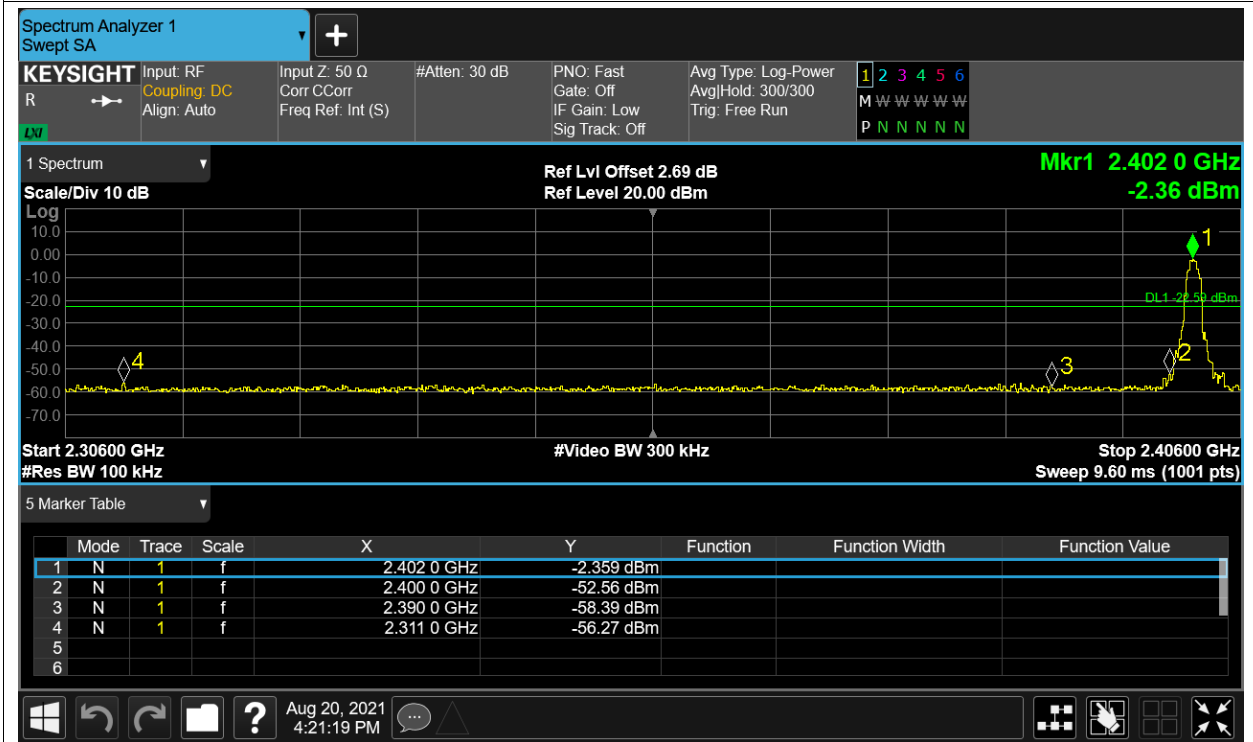 Spectrum Analyzer 1
Swept SA
KEYSIGHT Input: RF Input Z: 50 Ω #Atten: 30 dB PNO: Fast Avg Type: Log-Power 1 2 3 4 5 6
R Coupling: DC Corr CCorr Gate: Off Avg|Hold: 300/300 M W W W W W
Align: Auto Freq Ref: Int (S) IF Gain: Low Trig: Free Run
LXI Sig Track: Off P N N N N N
1 Spectrum Ref Lvl Offset 2.69 dB Mkr1 2.402 0 GHz
Scale/Div 10 dB Ref Level 20.00 dBm -2.36 dBm
Log
10.0
1
0.00
-10.0
-20.0 DL1 -22.59 dBm
-30.0
-40.0
4 3 2
-50.0
-60.0
-70.0
Start 2.30600 GHz #Video BW 300 kHz Stop 2.40600 GHz
#Res BW 100 kHz Sweep 9.60 ms (1001 pts)
5 Marker Table
Mode Trace Scale X Y Function Function Width Function Value
1 N 1 f 2.402 0 GHz -2.359 dBm
2 N 1 f 2.400 0 GHz -52.56 dBm
3 N 1 f 2.390 0 GHz -58.39 dBm
4 N 1 f 2.311 0 GHz -56.27 dBm
5
6
? Aug 20, 2021
4:21:19 PM